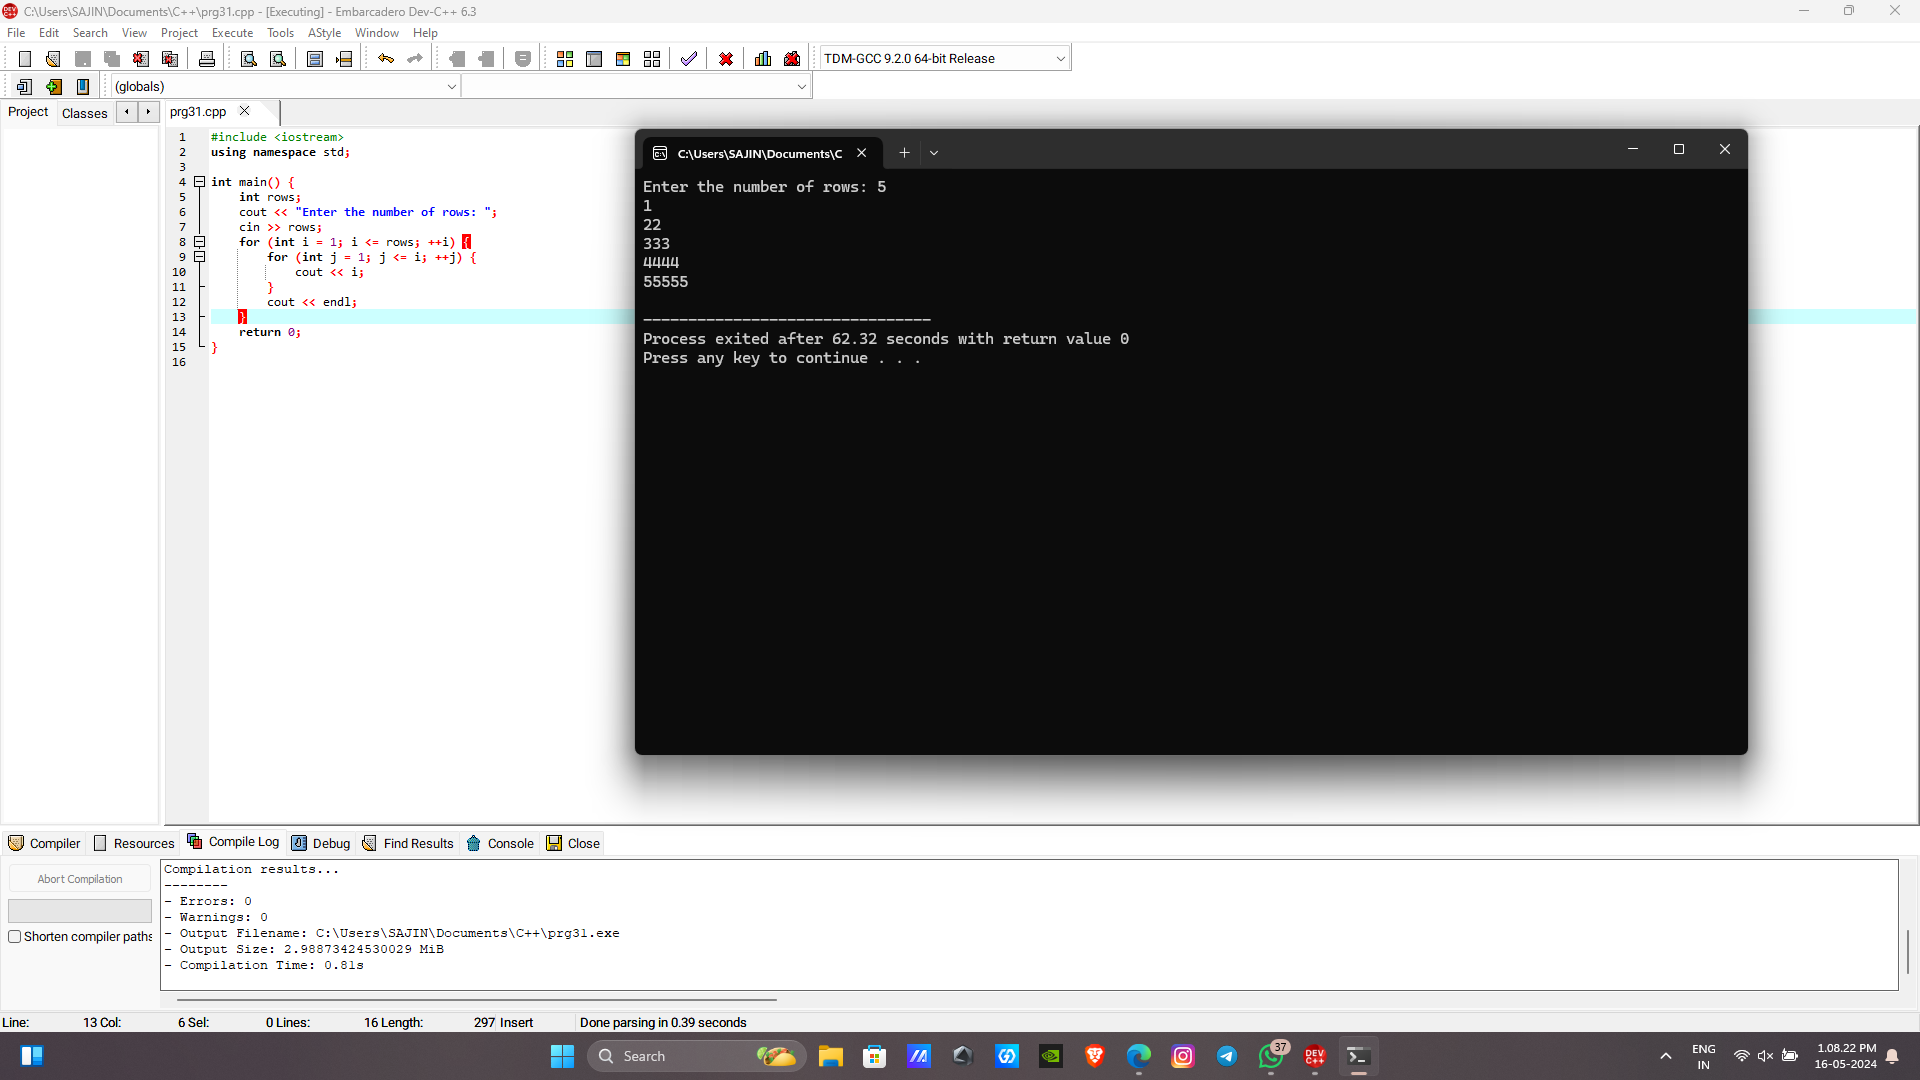 C:\Users\SAJIN\Documents\C++\prg31.cpp - [Executing] - Embarcadero Dev-C++ 6.3
File Edit Search View Project Execute Tools AStyle Window Help
TDM-GCC 9.2.0 64-bit Release
(globals)
Project Classes prg31.cpp
1 #include <iostream>
2 using namespace std;
3
4 int main() {
5 int rows;
6 cout << "Enter the number of rows: ";
7 cin >> rows;
8 for (int i = 1; i <= rows; ++i) {
9 for (int j = 1; j <= i; ++j) {
10 cout << i;
11 }
12 cout << endl;
13 }
14 return 0;
15 }
16
C:\Users\SAJIN\Documents\C
Enter the number of rows: 5
1
22
333
4444
55555
--------------------------------
Process exited after 62.32 seconds with return value 0
Press any key to continue . . .
Compiler Resources Compile Log Debug Find Results Console Close
Abort Compilation
Shorten compiler paths
Compilation results...
--------
- Errors: 0
- Warnings: 0
- Output Filename: C:\Users\SAJIN\Documents\C++\prg31.exe
- Output Size: 2.98873424530029 MiB
- Compilation Time: 0.81s
Line: 13 Col: 6 Sel: 0 Lines: 16 Length: 297 Insert Done parsing in 0.39 seconds
Search
37
DEV C++
ENG
IN
1.08.22 PM
16-05-2024